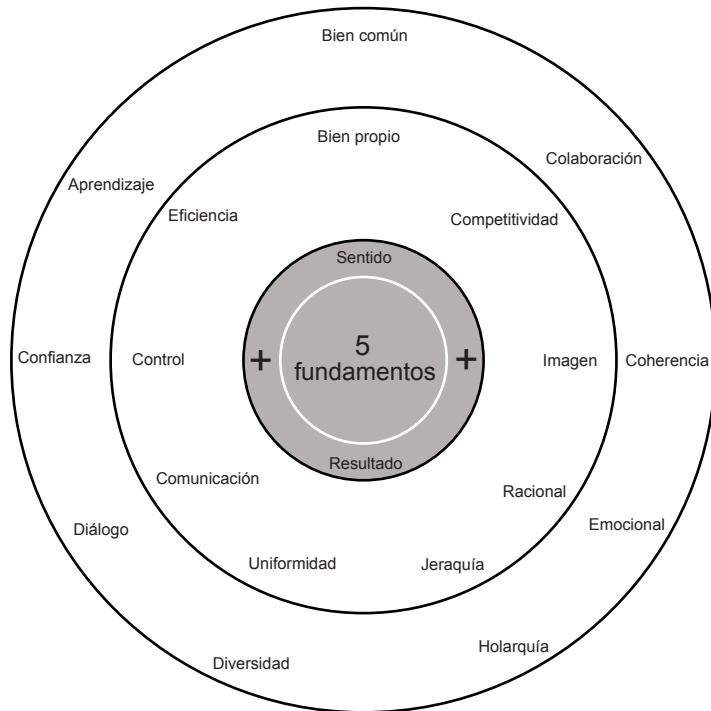 Bien común
Bien propio
Colaboración
Aprendizaje
Eficiencia
Competitividad
Sentido
+
5
fundamentos
+
Confianza
Control
Imagen
Coherencia
Resultado
Comunicación
Racional
Diálogo
Emocional
Uniformidad
Jeraquía
Diversidad
Holarquía